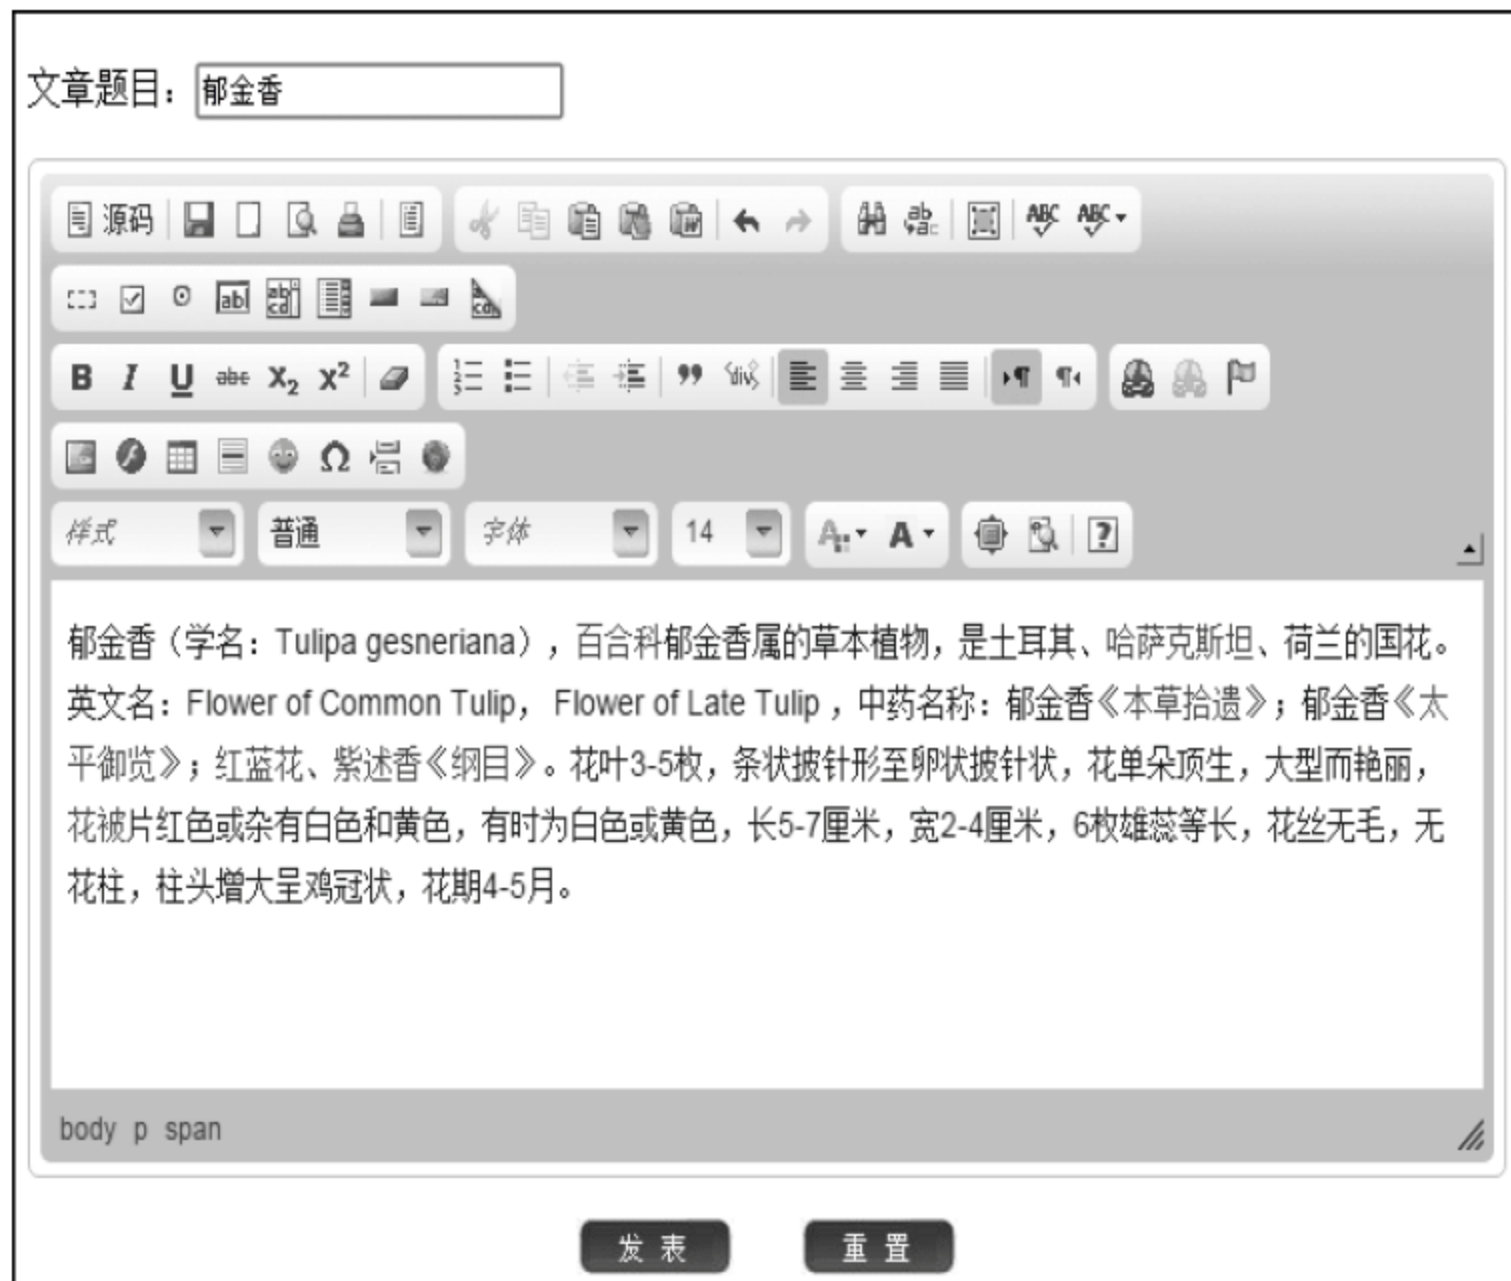 文章题目：郁金香
源码
ABC ABC
B I U abc X₂ X²
样式 普通 字体 14 A A
郁金香（学名：Tulipa gesneriana），百合科郁金香属的草本植物，是土耳其、哈萨克斯坦、荷兰的国花。
英文名：Flower of Common Tulip， Flower of Late Tulip ，中药名称：郁金香《本草拾遗》；郁金香《太
平御览》；红蓝花、紫述香《纲目》。花叶3-5枚，条状披针形至卵状披针状，花单朵顶生，大型而艳丽，
花被片红色或杂有白色和黄色，有时为白色或黄色，长5-7厘米，宽2-4厘米，6枚雄蕊等长，花丝无毛，无
花柱，柱头增大呈鸡冠状，花期4-5月。
body p span
发 表 重 置